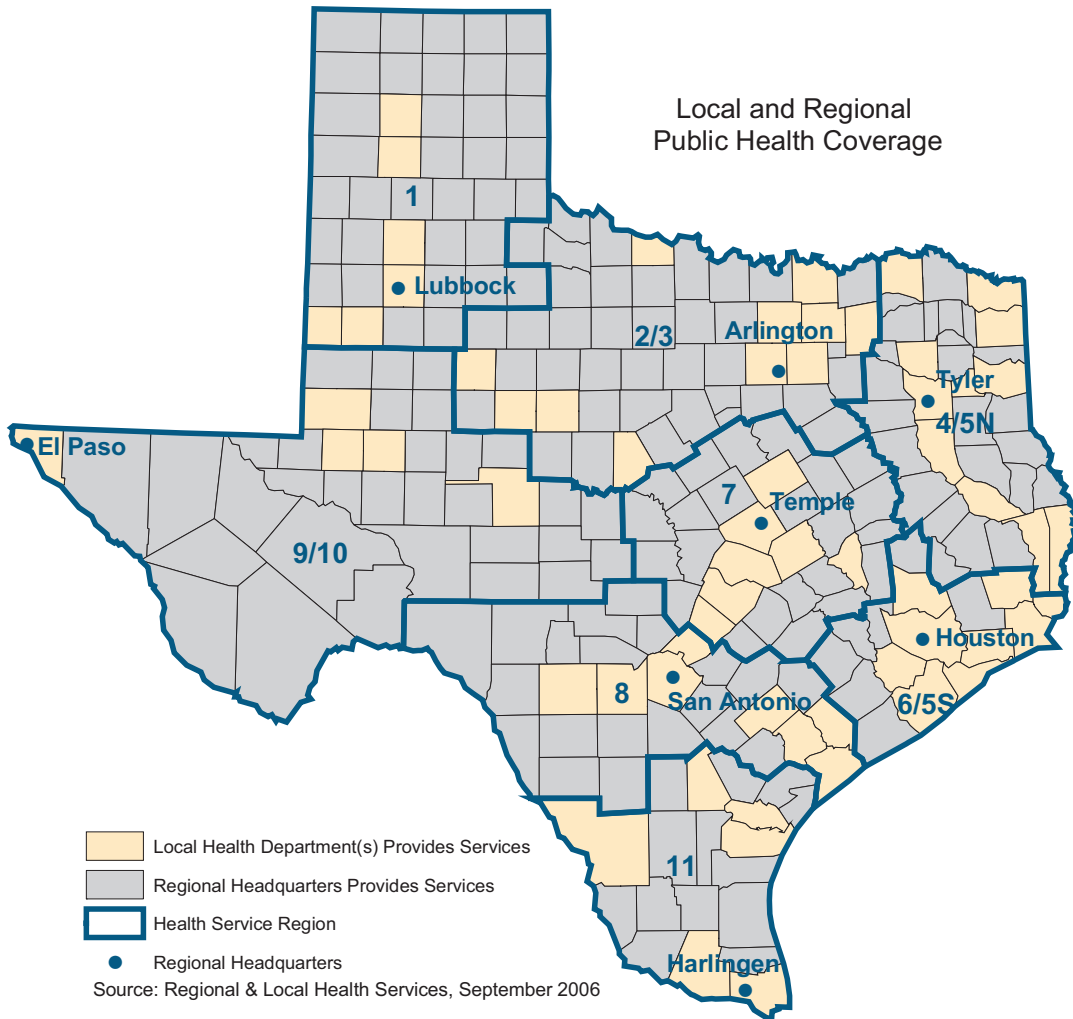 Local and Regional
Public Health Coverage
1
Lubbock
2/3
Arlington
Tyler
4/5N
El Paso
7
Temple
9/10
Houston
8
San Antonio
6/5S
11
Harlingen
Local Health Department(s) Provides Services
Regional Headquarters Provides Services
Health Service Region
Regional Headquarters
Source: Regional & Local Health Services, September 2006